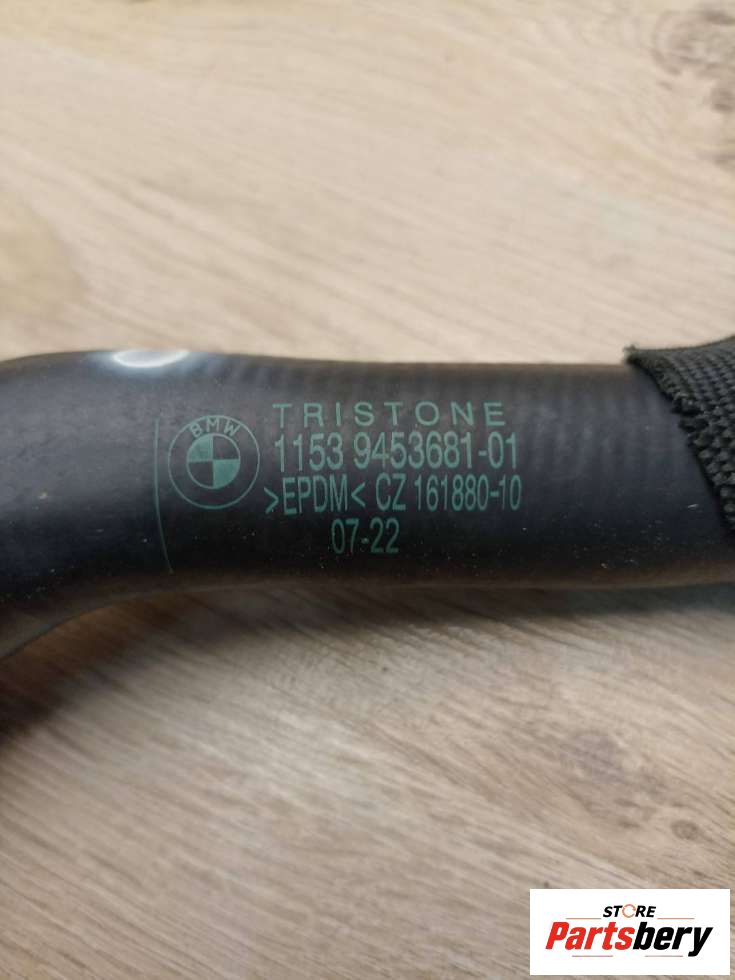 BMW
TRISTONE
1153 9453681-01
>EPDM< CZ 161880-10
07-22
STORE
Partsbery